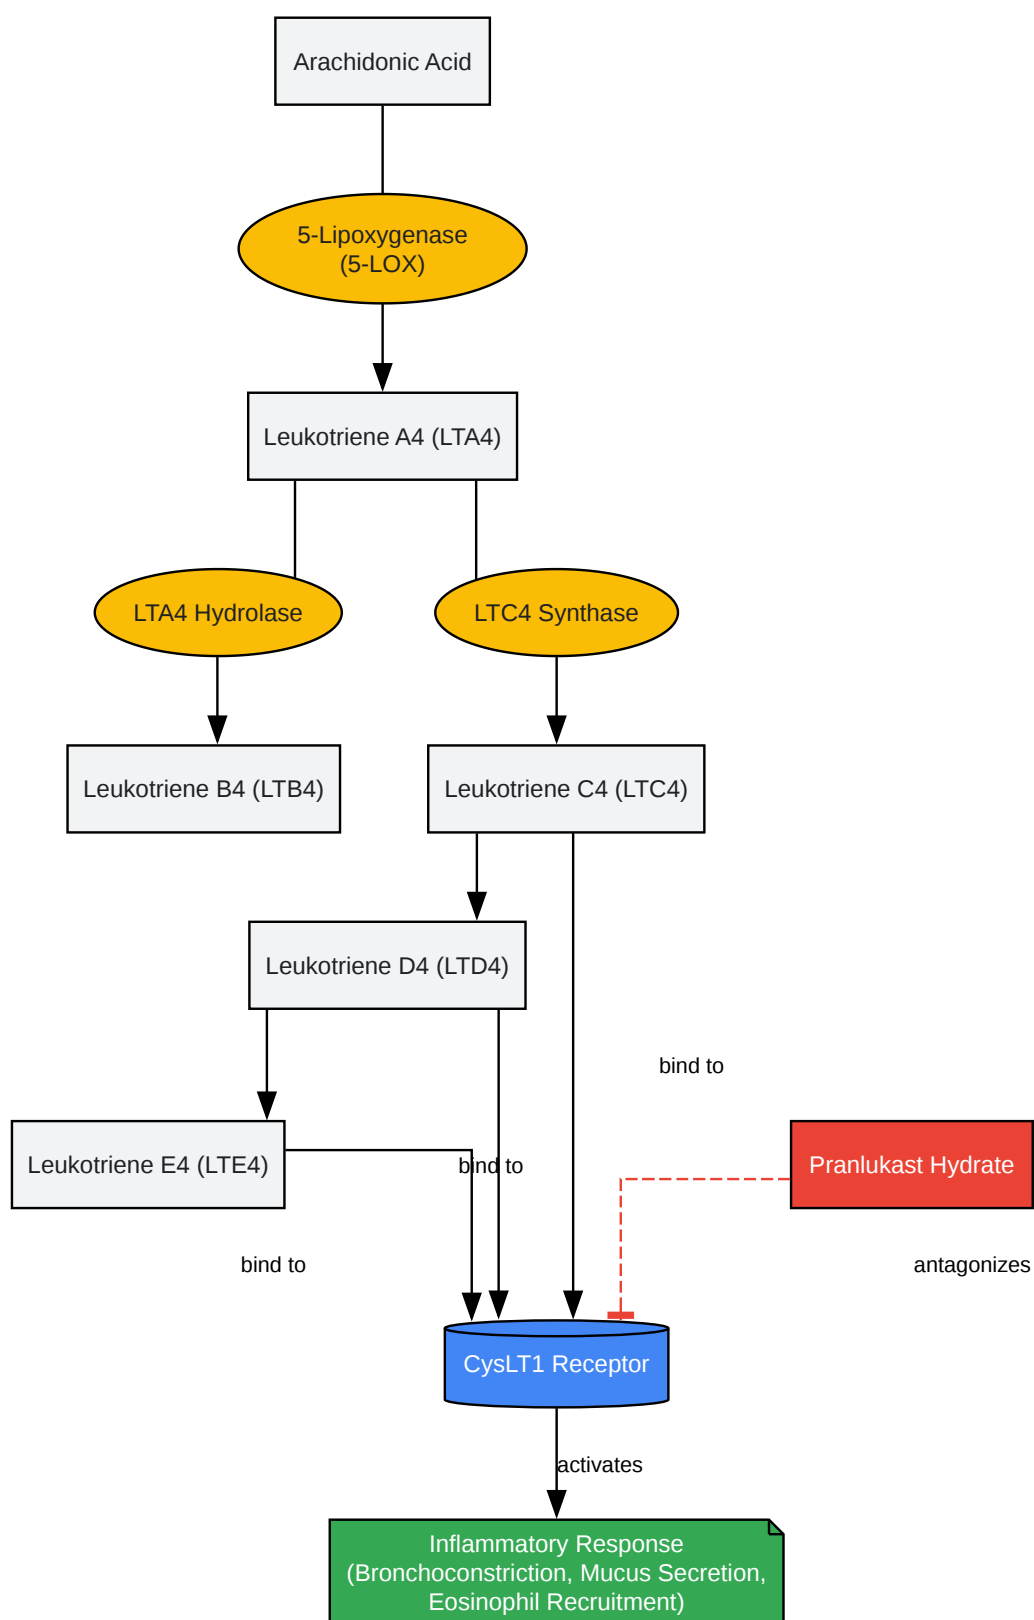 Arachidonic Acid
5-Lipoxygenase
(5-LOX)
Leukotriene A4 (LTA4)
LTA4 Hydrolase
LTC4 Synthase
Leukotriene B4 (LTB4)
Leukotriene C4 (LTC4)
Leukotriene D4 (LTD4)
bind to
Leukotriene E4 (LTE4)
bind to
Pranlukast Hydrate
bind to
antagonizes
CysLT1 Receptor
activates
Inflammatory Response
(Bronchoconstriction, Mucus Secretion,
Eosinophil Recruitment)